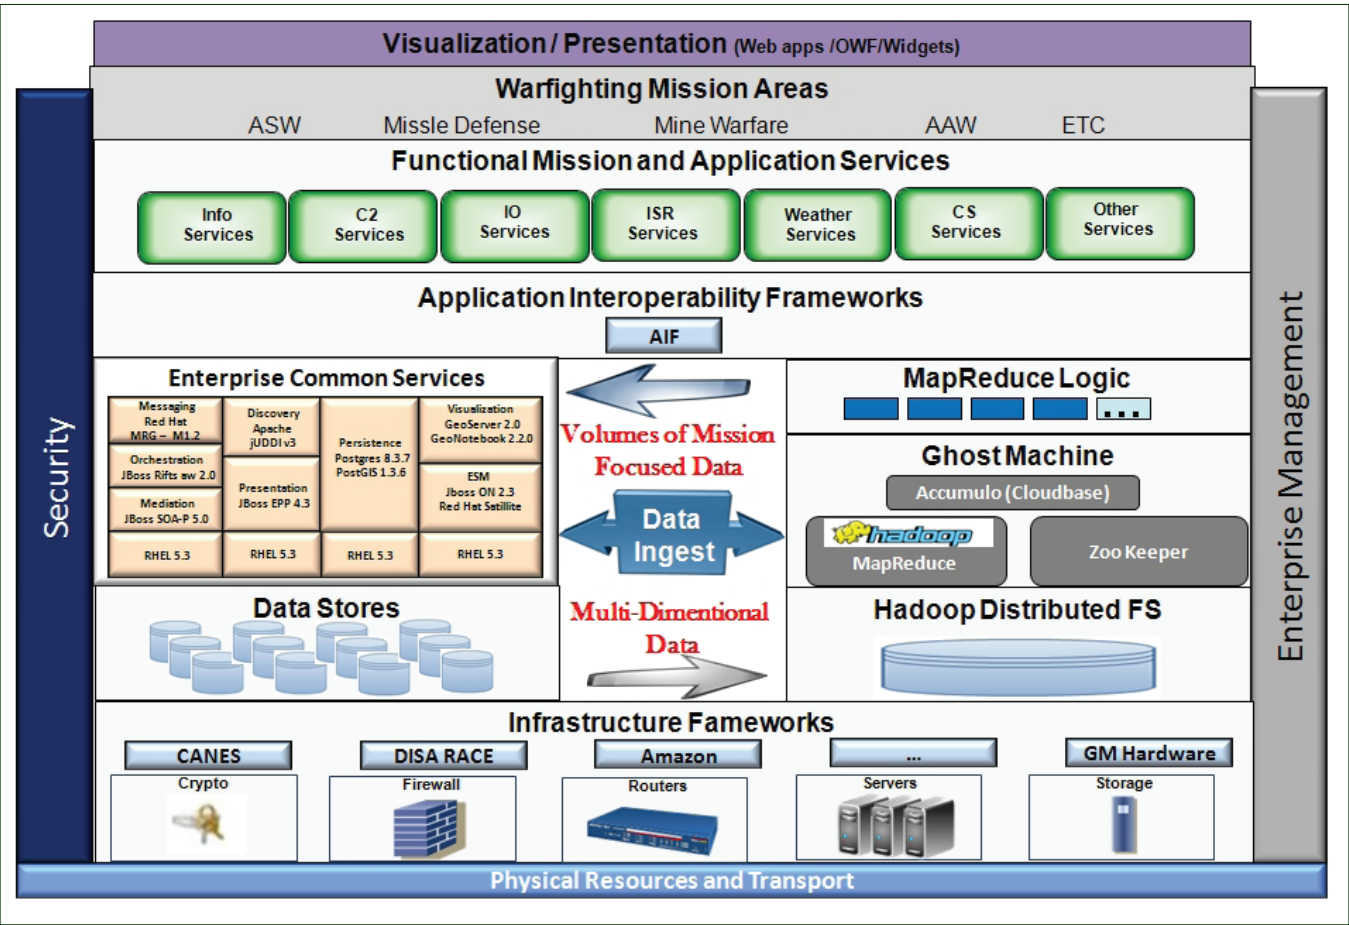 Visualization / Presentation (Web apps /OWF/Widgets)
Warfighting Mission Areas
ASW Missle Defense Mine Warfare AAW ETC
Functional Mission and Application Services
Info
Services
C2
Services
IO
Services
ISR
Services
Weather
Services
CS
Services
Other
Services
Application Interoperability Frameworks
AIF
Security
Enterprise Management
Enterprise Common Services
Messaging
Red Hat
MRG – M1.2
Orchestration
JBoss Rifts aw 2.0
Mediation
JBoss SOA-P 5.0
RHEL 5.3
Discovery
Apache
jUDDI v3
Presentation
JBoss EPP 4.3
RHEL 5.3
Persistence
Postgres 8.3.7
PostGIS 1.3.6
RHEL 5.3
Visualization
GeoServer 2.0
GeoNotebook 2.2.0
ESM
Jboss ON 2.3
Red Hat Satillite
RHEL 5.3
Volumes of Mission
Focused Data
Data
Ingest
Multi-Dimentional
Data
MapReduce Logic
...
Ghost Machine
Accumulo (Cloudbase)
hadoop
MapReduce
Zoo Keeper
Data Stores
Hadoop Distributed FS
Infrastructure Fameworks
CANES
DISA RACE
Amazon
...
GM Hardware
Crypto
Firewall
Routers
Servers
Storage
Physical Resources and Transport